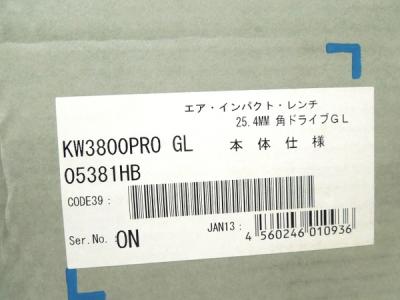 エア・インパクト・レンチ
25.4MM 角ドライブGL
KW3800PRO GL 本体仕様
05381HB
CODE39:
Ser.No: 0N JAN13:
4 560246 010936